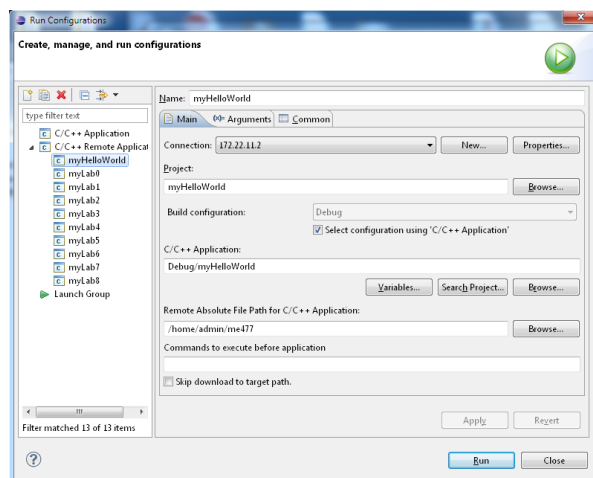 Run Configurations
Create, manage, and run configurations
type filter text
C/C++ Application
C/C++ Remote Applicat
myHelloWorld
myLab0
myLab1
myLab2
myLab3
myLab4
myLab5
myLab6
myLab7
myLab8
Launch Group
Filter matched 13 of 13 items
Name: myHelloWorld
Main (x)= Arguments Common
Connection: 172.22.11.2 New... Properties...
Project:
myHelloWorld Browse...
Build configuration: Debug
Select configuration using 'C/C++ Application'
C/C++ Application:
Debug/myHelloWorld
Variables... Search Project... Browse...
Remote Absolute File Path for C/C++ Application:
/home/admin/me477 Browse...
Commands to execute before application
Skip download to target path.
Apply Revert
? Run Close